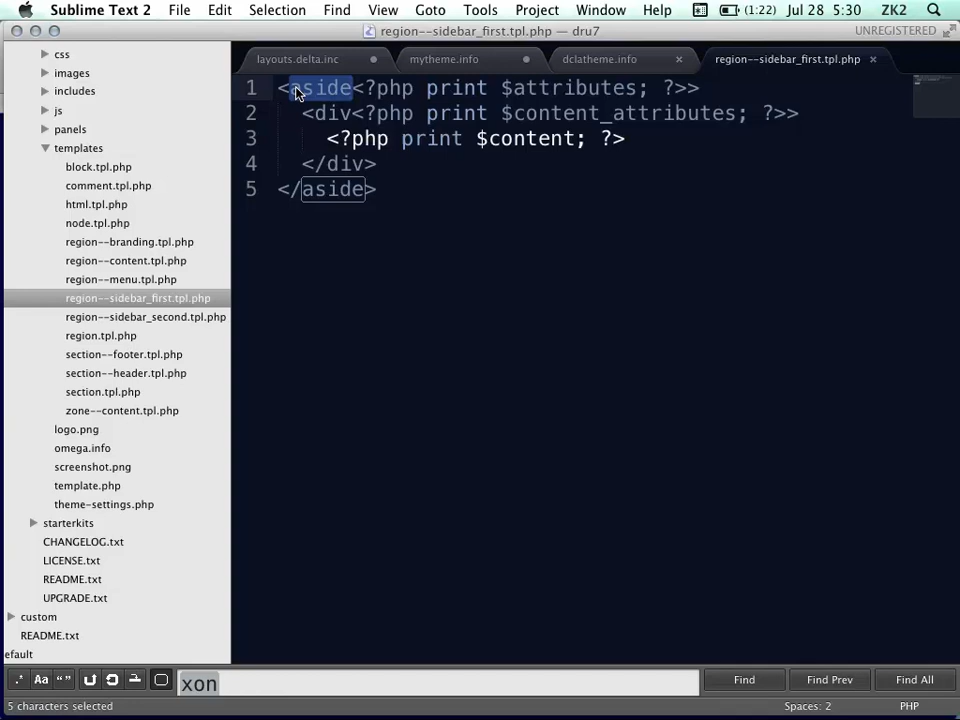 Sublime Text 2 File Edit Selection Find View Goto Tools Project Window Help (1:22) Jul 28 5:30 ZK2
region--sidebar_first.tpl.php — dru7 UNREGISTERED
layouts.delta.inc mytheme.info dclatheme.info region--sidebar_first.tpl.php
css
images
includes
js
panels
templates
block.tpl.php
comment.tpl.php
html.tpl.php
node.tpl.php
region--branding.tpl.php
region--content.tpl.php
region--menu.tpl.php
region--sidebar_first.tpl.php
region--sidebar_second.tpl.php
region.tpl.php
section--footer.tpl.php
section--header.tpl.php
section.tpl.php
zone--content.tpl.php
logo.png
omega.info
screenshot.png
template.php
theme-settings.php
starterkits
CHANGELOG.txt
LICENSE.txt
README.txt
UPGRADE.txt
custom
README.txt
efault
1 <aside<?php print $attributes; ?>>
2 <div<?php print $content_attributes; ?>>
3 <?php print $content; ?>
4 </div>
5 </aside>
.* Aa “” xon Find Find Prev Find All
5 characters selected Spaces: 2 PHP